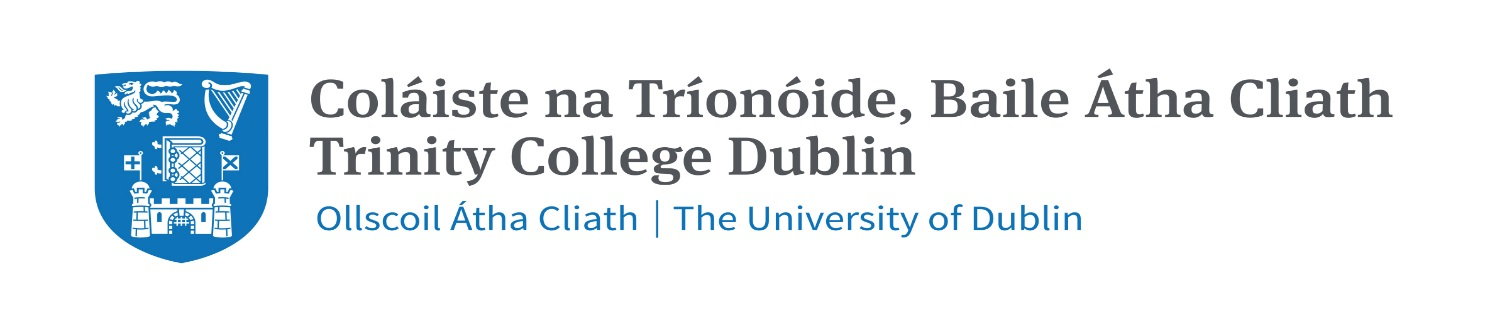 Coláiste na Tríonóide, Baile Átha Cliath
Trinity College Dublin
Ollscoil Átha Cliath | The University of Dublin